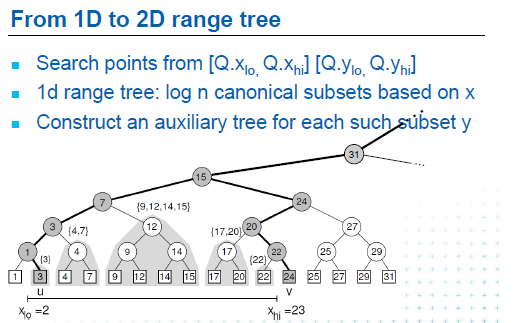 From 1D to 2D range tree
Search points from [Q.xlo, Q.xhi] [Q.ylo, Q.yhi]
1d range tree: log n canonical subsets based on x
Construct an auxiliary tree for each such subset y
...
31
...
15
7 24
{9,12,14,15}
3 {4,7} 12 {17,20} 20 27
1 {3} 4 9 14 17 {22} 22 25 29
1 3 4 7 9 12 14 15 17 20 22 24 25 27 29 31
u v
xlo =2 xhi =23